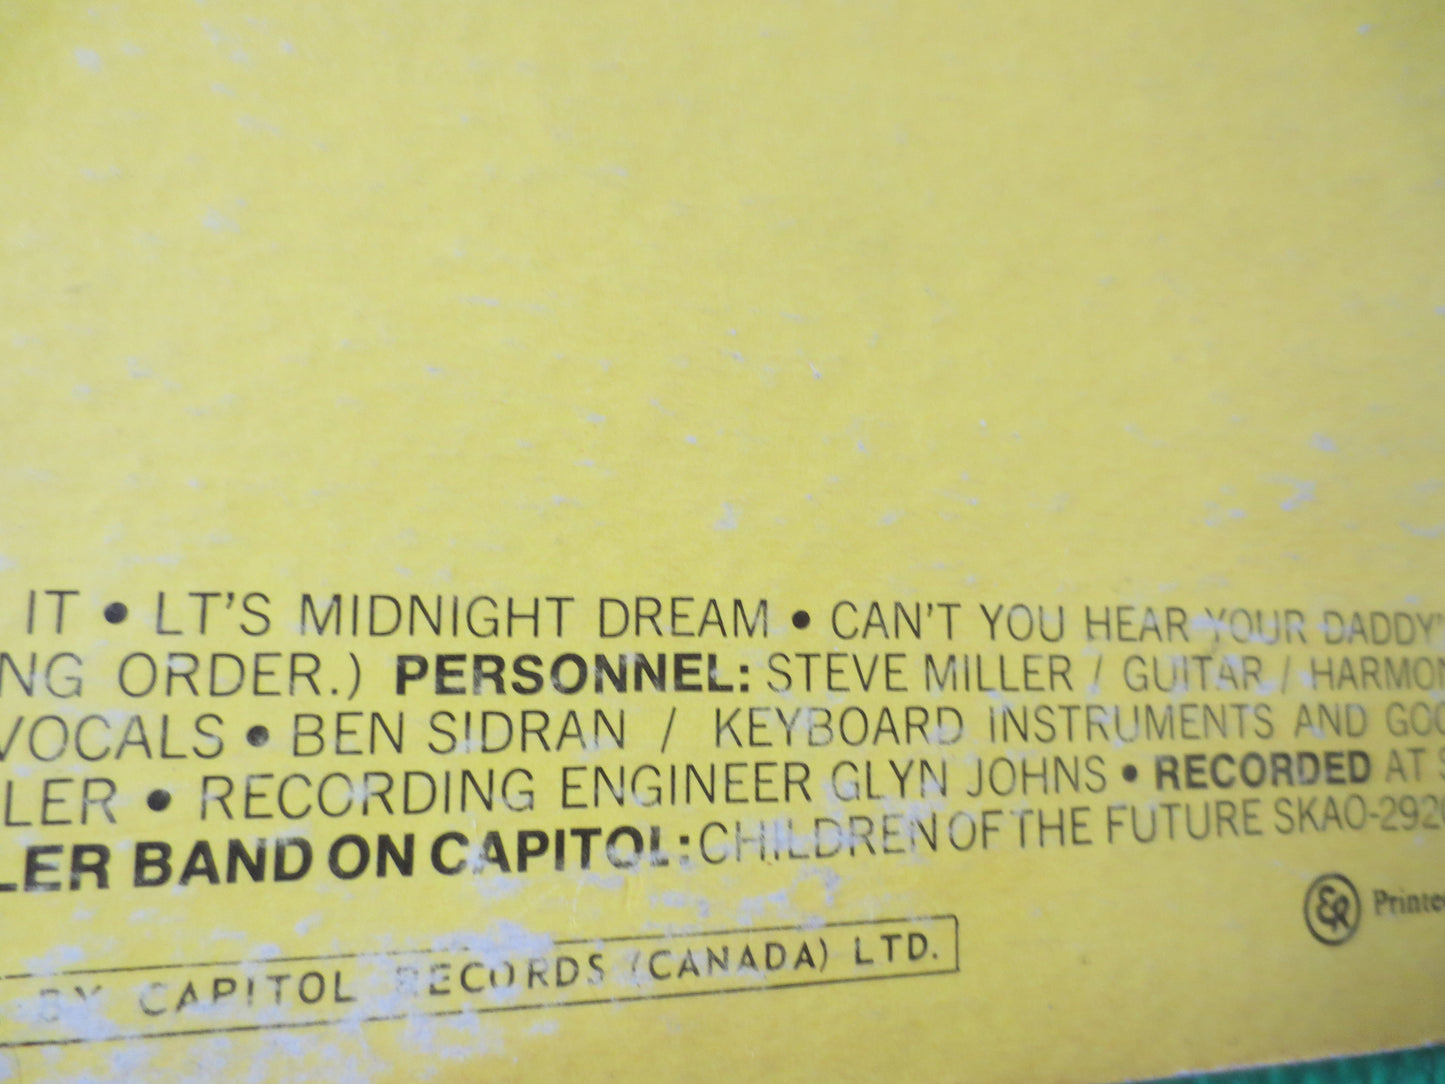 IT • LT'S MIDNIGHT DREAM • CAN'T YOU HEAR YOUR DADDY'
NG ORDER.) PERSONNEL: STEVE MILLER / GUITAR / HARMON
VOCALS • BEN SIDRAN / KEYBOARD INSTRUMENTS AND GOO
LER • RECORDING ENGINEER GLYN JOHNS • RECORDED AT S
LER BAND ON CAPITOL: CHILDREN OF THE FUTURE SKAO-292
Printed
BY CAPITOL RECORDS (CANADA) LTD.